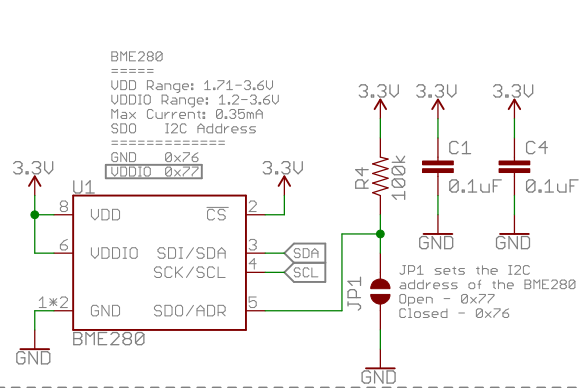 BME280
=====
VDD Range: 1.71-3.6V
VDDIO Range: 1.2-3.6V
Max Current: 0.35mA
SDO I2C Address
=============
GND 0x76
VDDIO 0x77
3.3V 3.3V 3.3V
3.3V 3.3V
U1
8 VDD CS 2
6 VDDIO SDI/SDA 3 SDA
SCK/SCL 4 SCL
1*2 GND SDO/ADR 5
BME280
GND
R4 100k
C1 C4
0.1uF 0.1uF
GND GND
JP1
JP1 sets the I2C
address of the BME280
Open - 0x77
Closed - 0x76
GND